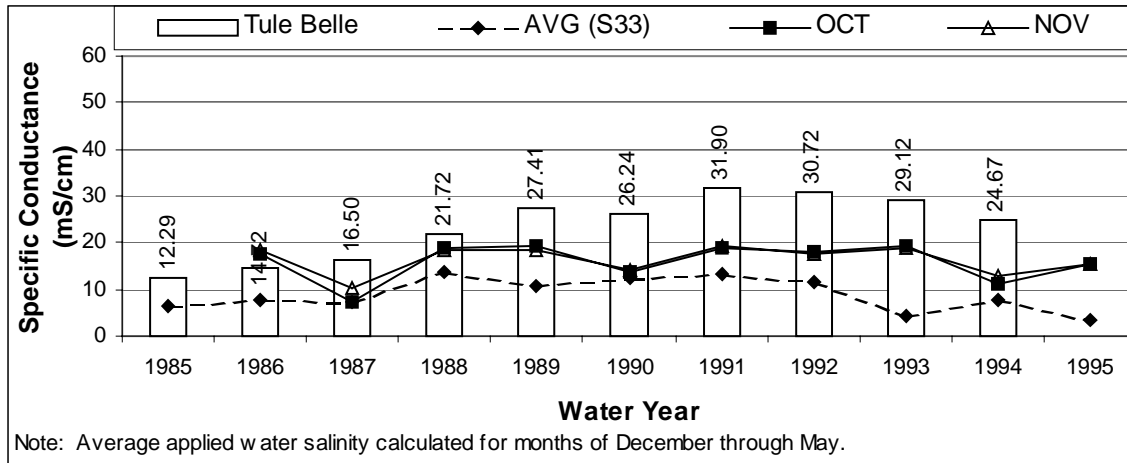 Tule Belle AVG (S33) OCT NOV
60
50
40
30
20
10
0
Specific Conductance
(mS/cm)
12.29
16.50
21.72
27.41
26.24
31.90
30.72
29.12
24.67
1985 1986 1987 1988 1989 1990 1991 1992 1993 1994 1995
Water Year
Note: Average applied water salinity calculated for months of December through May.